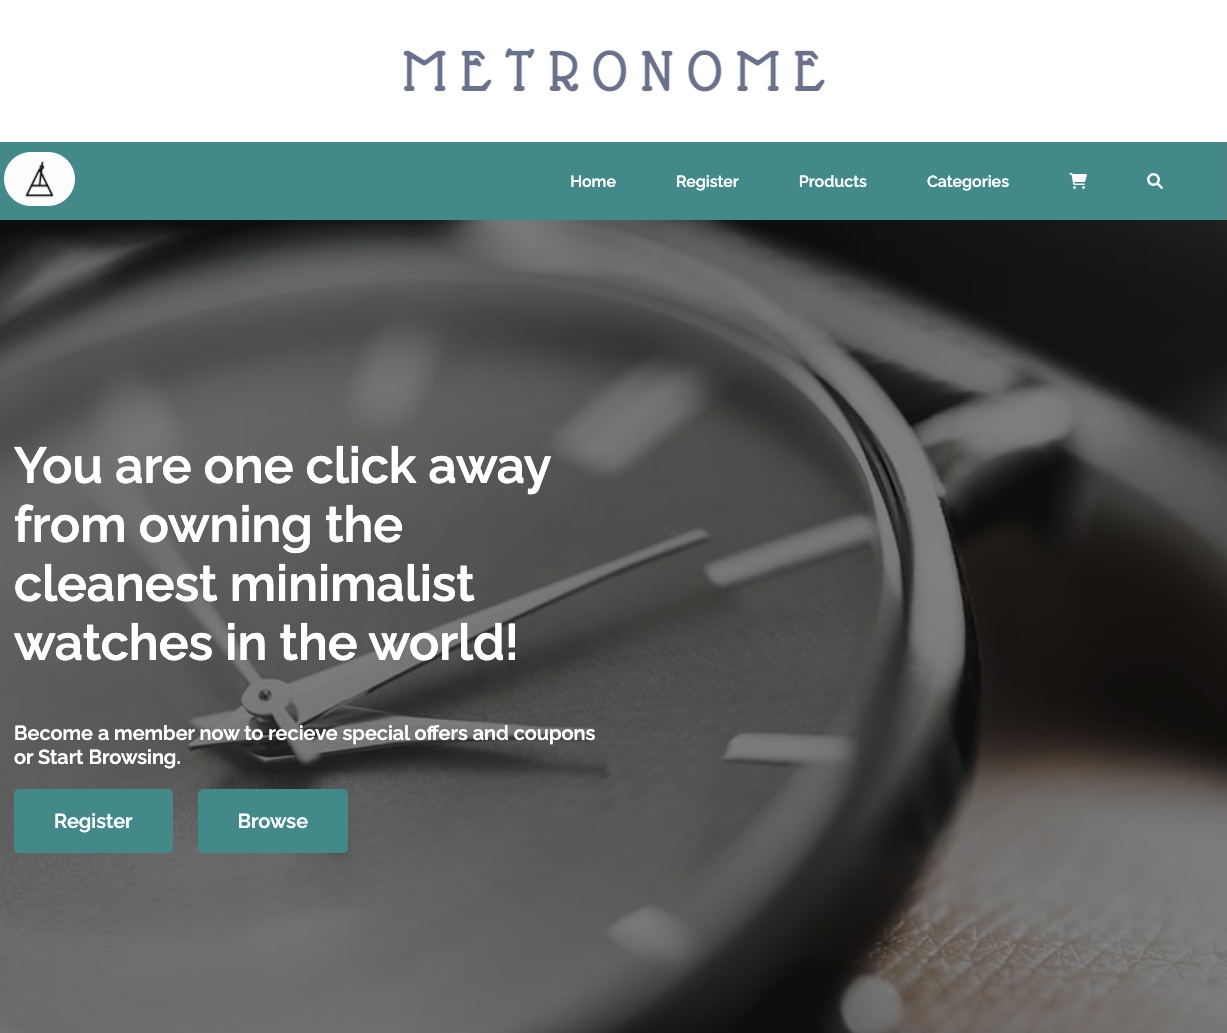 METRONOME
Home Register Products Categories
You are one click away
from owning the
cleanest minimalist
watches in the world!
Become a member now to recieve special offers and coupons
or Start Browsing.
Register Browse